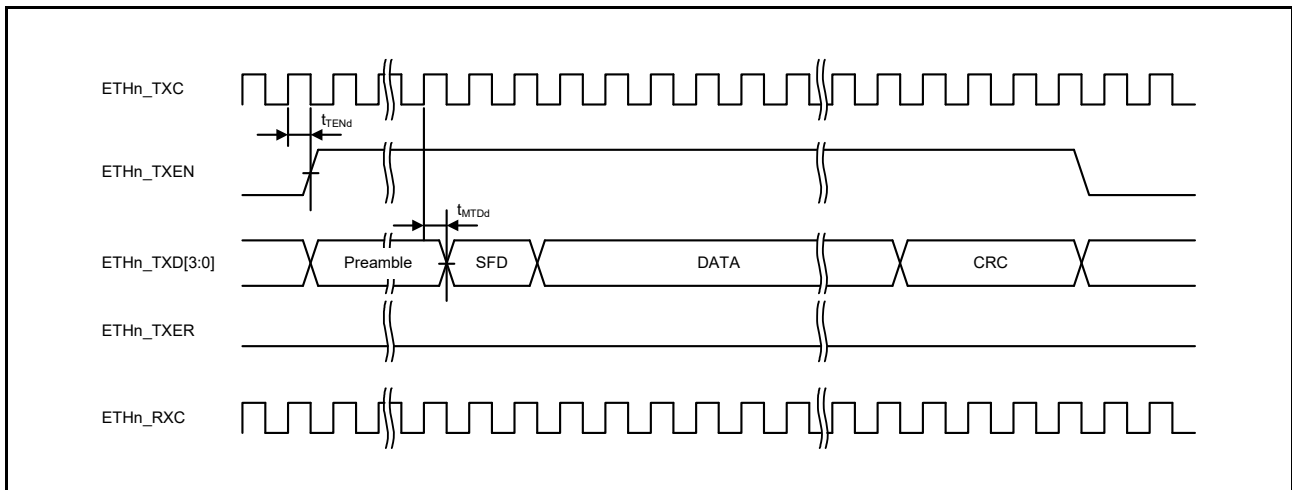 ETHn_TXC
tTENd
ETHn_TXEN
tMTDd
ETHn_TXD[3:0]
Preamble
SFD
DATA
CRC
ETHn_TXER
ETHn_RXC